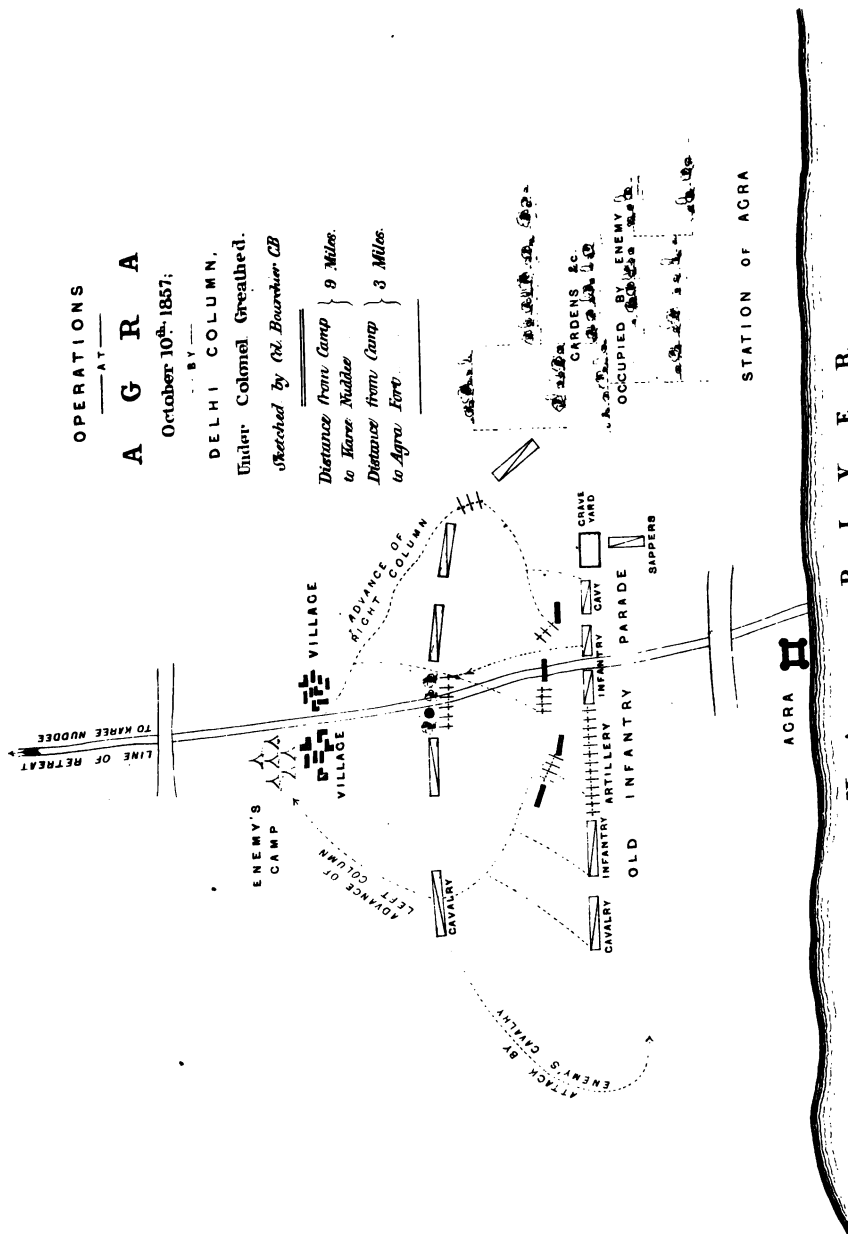 OPERATIONS
AT
AGRA
October 10th. 1857;
BY
DELHI COLUMN,
Under Colonel Greathed.
Sketched by Col. Bourchier CB
Distance from Camp
to Karee Nuddee } 9 Miles.
Distance from Camp
to Agra Fort } 3 Miles.
LINE OF RETREAT
TO KAREE NUDDEE
ENEMY'S
CAMP
VILLAGE
VILLAGE
ADVANCE OF
LEFT COLUMN
ADVANCE OF
RIGHT COLUMN
CAVALRY
ATTACK BY
ENEMY'S CAVALRY
GARDENS &c.
OCCUPIED BY ENEMY
CAVALRY
INFANTRY
ARTILLERY
INFANTRY
CAVY
GRAVE
YARD
SAPPERS
OLD INFANTRY PARADE
STATION OF AGRA
AGRA
RIVER